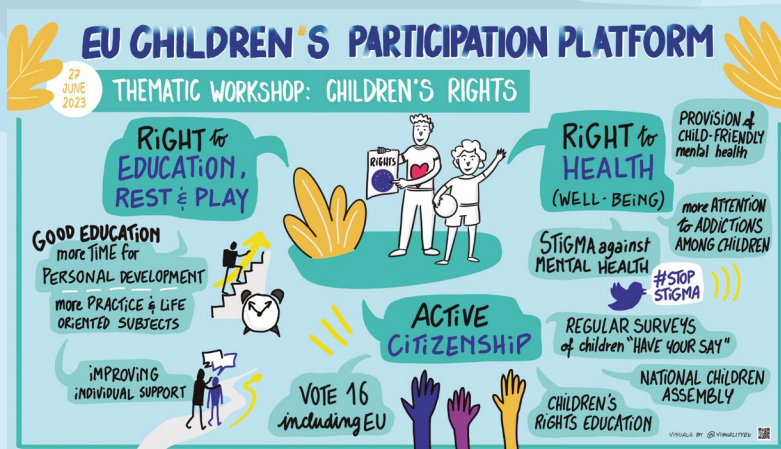 EU CHILDREN'S PARTICIPATION PLATFORM
27
JUNE
2023
THEMATIC WORKSHOP: CHILDREN'S RIGHTS
RIGHT to
EDUCATION,
REST & PLAY
GOOD EDUCATION
more TIME for
PERSONAL DEVELOPMENT
more PRACTICE & LIFE
ORIENTED SUBJECTS
IMPROVING
INDIVIDUAL SUPPORT
RIGHTS
RIGHT to
HEALTH
(WELL-BEING)
PROVISION of
CHILD-FRIENDLY
mental health
more ATTENTION
to ADDICTIONS
AMONG CHILDREN
STIGMA against
MENTAL HEALTH
#STOP
STIGMA
ACTIVE
CITIZENSHIP
VOTE 16
including EU
REGULAR SURVEYS
of children "HAVE YOUR SAY"
NATIONAL CHILDREN
ASSEMBLY
CHILDREN'S
RIGHTS EDUCATION
VISUALS BY @VISUALITYEU